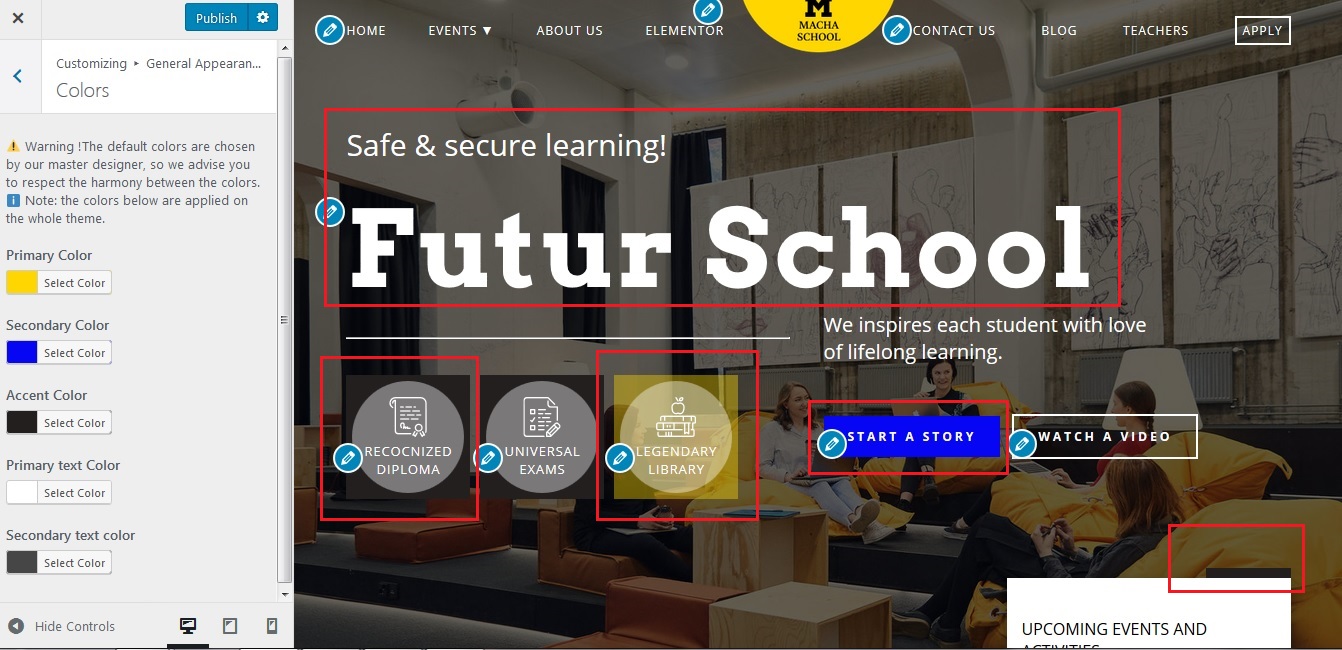 Publish
Customizing ▸ General Appearan...
Colors
Warning !The default colors are chosen
by our master designer, so we advise you
to respect the harmony between the colors.
Note: the colors below are applied on
the whole theme.
Primary Color
Select Color
Secondary Color
Select Color
Accent Color
Select Color
Primary text Color
Select Color
Secondary text color
Select Color
Hide Controls
HOME
EVENTS ▼
ABOUT US
ELEMENTOR
M
MACHA
SCHOOL
CONTACT US
BLOG
TEACHERS
APPLY
Safe & secure learning!
Futur School
We inspires each student with love
of lifelong learning.
RECOCNIZED
DIPLOMA
UNIVERSAL
EXAMS
LEGENDARY
LIBRARY
START A STORY
WATCH A VIDEO
UPCOMING EVENTS AND
ACTIVITIES